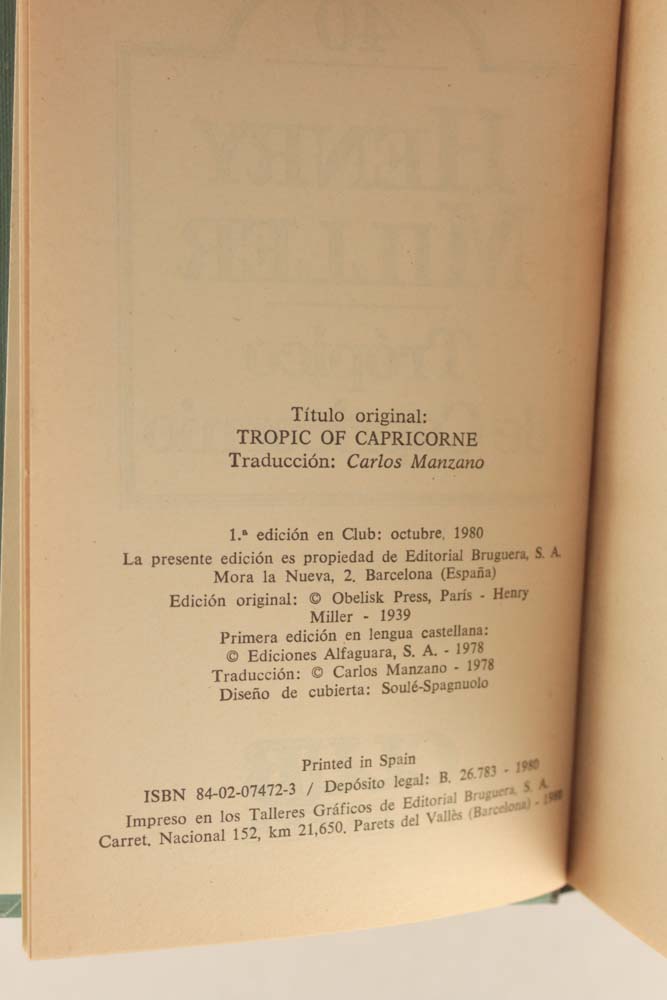 Título original:
TROPIC OF CAPRICORNE
Traducción: Carlos Manzano
1.ª edición en Club: octubre, 1980
La presente edición es propiedad de Editorial Bruguera, S. A.
Mora la Nueva, 2. Barcelona (España)
Edición original: © Obelisk Press, París - Henry
Miller - 1939
Primera edición en lengua castellana:
© Ediciones Alfaguara, S. A. - 1978
Traducción: © Carlos Manzano - 1978
Diseño de cubierta: Soulé-Spagnuolo
Printed in Spain
ISBN 84-02-07472-3 / Depósito legal: B. 26.783 - 1980
Impreso en los Talleres Gráficos de Editorial Bruguera, S. A.
Carret. Nacional 152, km 21,650. Parets del Vallès (Barcelona) - 1980